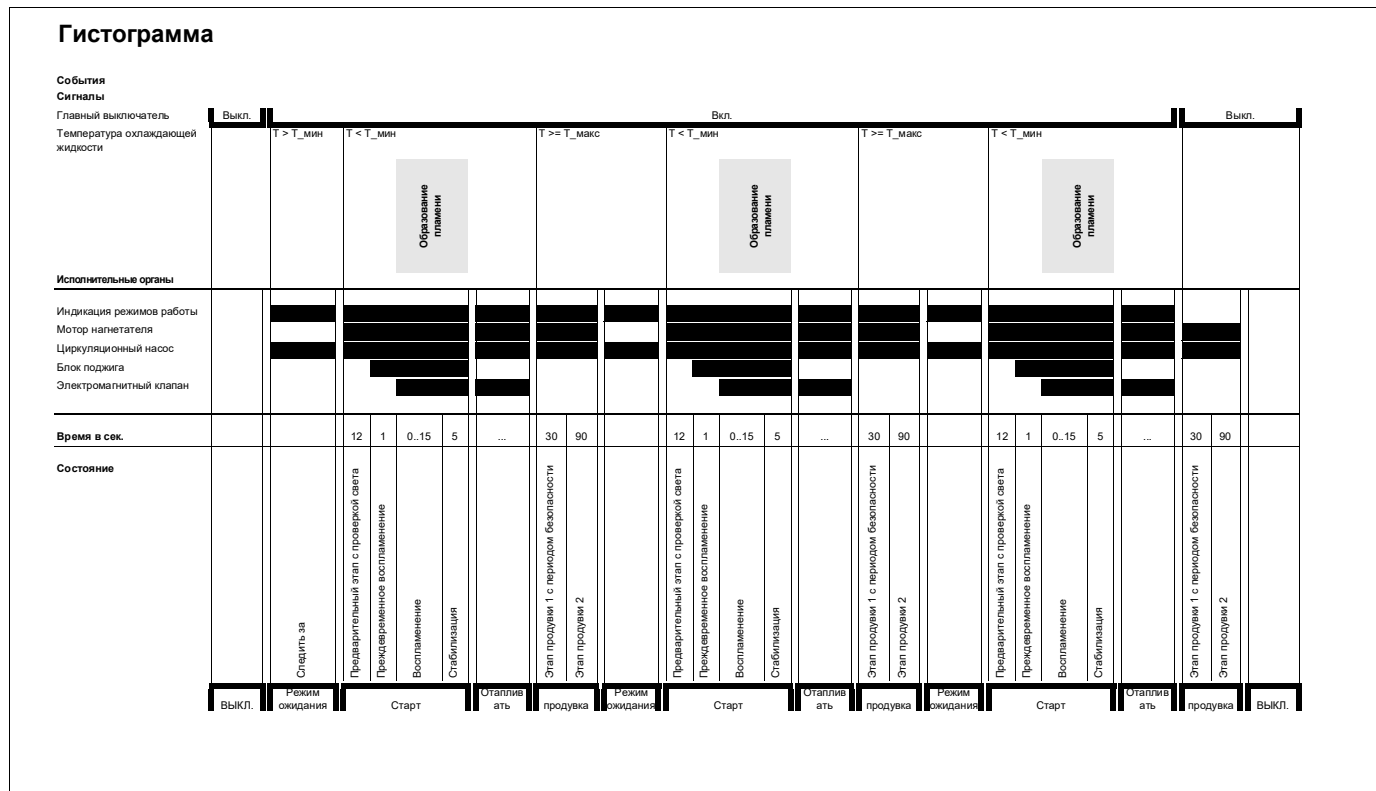 Гистограмма
События
Сигналы
Главный выключатель Выкл. Вкл. Выкл.
Температура охлаждающей T > T_мин T < T_мин T >= T_макс T < T_мин T >= T_макс T < T_мин
жидкости
Образование
пламени
Образование
пламени
Образование
пламени
Исполнительные органы
Индикация режимов работы
Мотор нагнетателя
Циркуляционный насос
Блок поджига
Электромагнитный клапан
Время в сек. 12 1 0..15 5 ... 30 90 12 1 0..15 5 ... 30 90 12 1 0..15 5 ... 30 90
Состояние
Следить за
Предварительный этап с проверкой света
Преждевременное воспламенение
Воспламенение
Стабилизация
Этап продувки 1 с периодом безопасности
Этап продувки 2
Предварительный этап с проверкой света
Преждевременное воспламенение
Воспламенение
Стабилизация
Этап продувки 1 с периодом безопасности
Этап продувки 2
Предварительный этап с проверкой света
Преждевременное воспламенение
Воспламенение
Стабилизация
Этап продувки 1 с периодом безопасности
Этап продувки 2
ВЫКЛ.
Режим
ожидания
Старт
Отаплив
ать
продувка
Режим
ожидания
Старт
Отаплив
ать
продувка
Режим
ожидания
Старт
Отаплив
ать
продувка
ВЫКЛ.